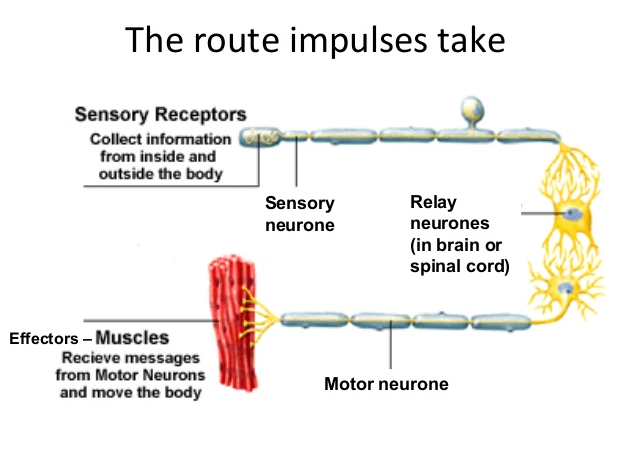 The route impulses take
Sensory Receptors
Collect information
from inside and
outside the body
Sensory
neurone
Relay
neurones
(in brain or
spinal cord)
Effectors – Muscles
Recieve messages
from Motor Neurons
and move the body
Motor neurone